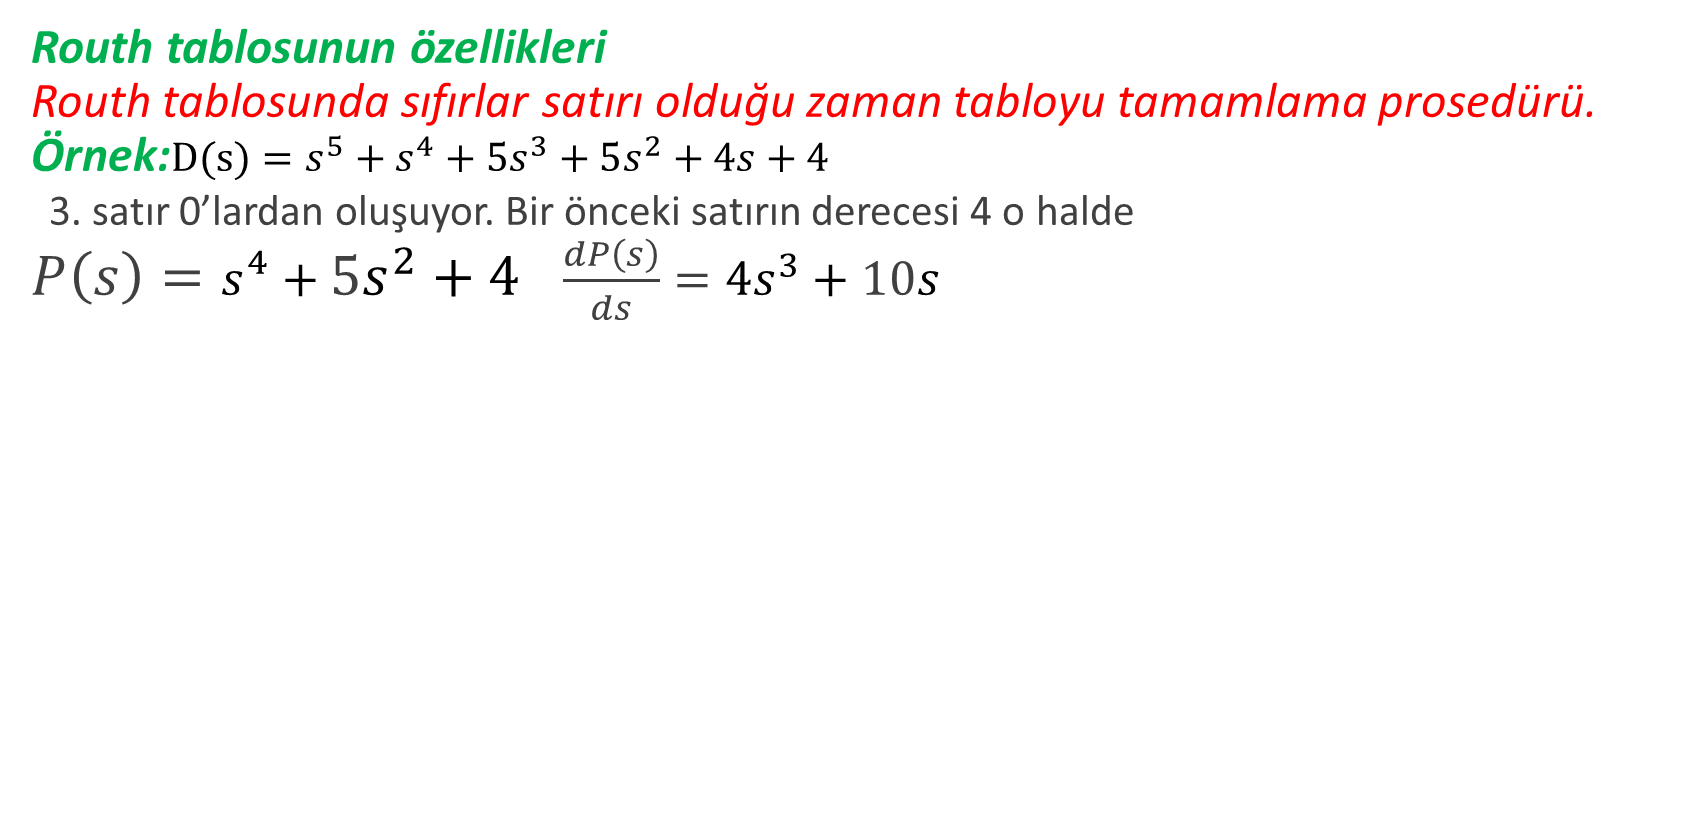 Routh tablosunun özellikleri
Routh tablosunda sıfırlar satırı olduğu zaman tabloyu tamamlama prosedürü.
Örnek:D(s) = s⁵ + s⁴ + 5s³ + 5s² + 4s + 4
3. satır 0’lardan oluşuyor. Bir önceki satırın derecesi 4 o halde
P(s) = s⁴ + 5s² + 4 dP(s)/ds = 4s³ + 10s